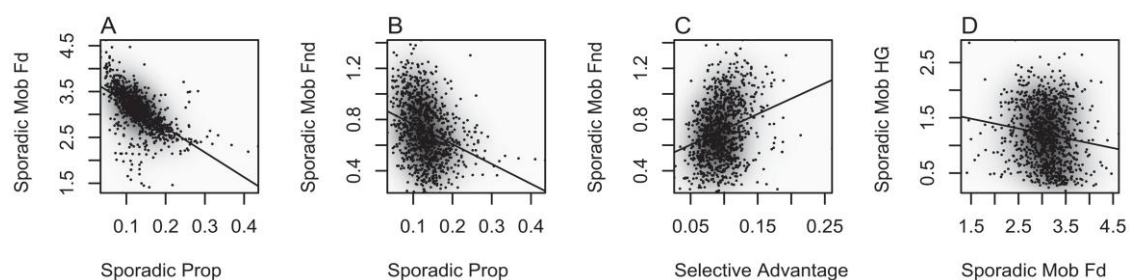 A
Sporadic Mob Fd
4.5
3.5
2.5
1.5
0.1 0.2 0.3 0.4
Sporadic Prop
B
Sporadic Mob Fnd
1.2
0.8
0.4
0.1 0.2 0.3 0.4
Sporadic Prop
C
Sporadic Mob Fnd
1.2
0.8
0.4
0.05 0.15 0.25
Selective Advantage
D
Sporadic Mob HG
2.5
1.5
0.5
1.5 2.5 3.5 4.5
Sporadic Mob Fd